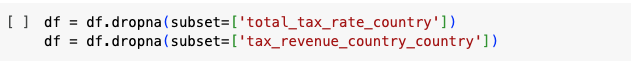 [ ] df = df.dropna(subset=['total_tax_rate_country'])
df = df.dropna(subset=['tax_revenue_country_country'])